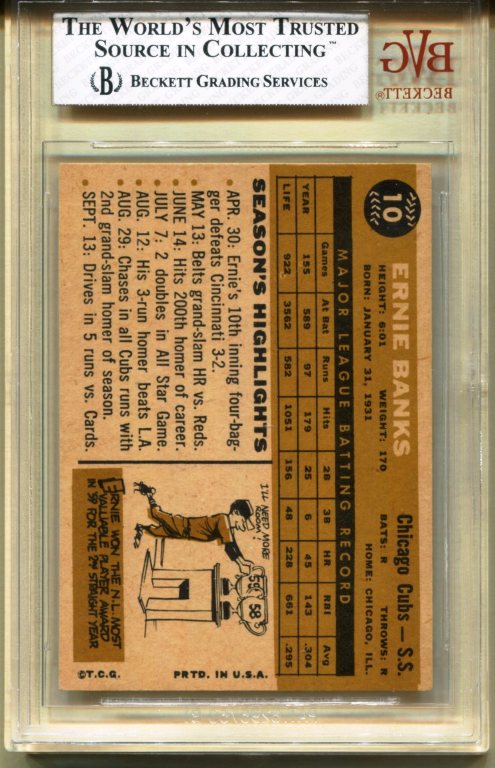 THE WORLD'S MOST TRUSTED
SOURCE IN COLLECTING™
B BECKETT GRADING SERVICES
BVG
BECKETT®
10
ERNIE BANKS
Chicago Cubs — S.S.
HEIGHT: 6:01 WEIGHT: 170 BATS: R THROWS: R
BORN: JANUARY 31, 1931 HOME: CHICAGO, ILL.
MAJOR LEAGUE BATTING RECORD
Games At Bat Runs Hits 2B 3B HR RBI Avg
YEAR 155 589 97 179 25 6 45 143 .304
LIFE 922 3562 582 1051 156 48 228 661 .295
SEASON'S HIGHLIGHTS
• APR. 30: Ernie's 10th inning four-bag-
ger defeats Cincinnati 3-2.
• MAY 13: Belts grand-slam HR vs. Reds.
• JUNE 14: Hits 200th homer of career.
• JULY 7: 2 doubles in All Star Game.
• AUG. 12: His 3-run homer beats L.A.
• AUG. 29: Chases in all Cubs runs with
2nd grand-slam homer of season.
• SEPT. 13: Drives in 5 runs vs. Cards.
I'LL NEED MORE
ROOM!
59 58
ERNIE WON THE N.L. MOST
VALUABLE PLAYER AWARD
IN '59 FOR THE 2ND STRAIGHT YEAR
©T.C.G. PRTD. IN U.S.A.